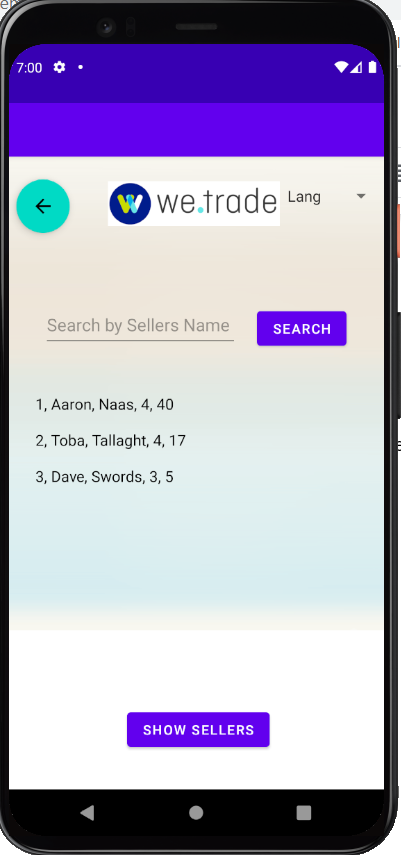 7:00
we.trade
Lang
Search by Sellers Name
SEARCH
1, Aaron, Naas, 4, 40
2, Toba, Tallaght, 4, 17
3, Dave, Swords, 3, 5
SHOW SELLERS